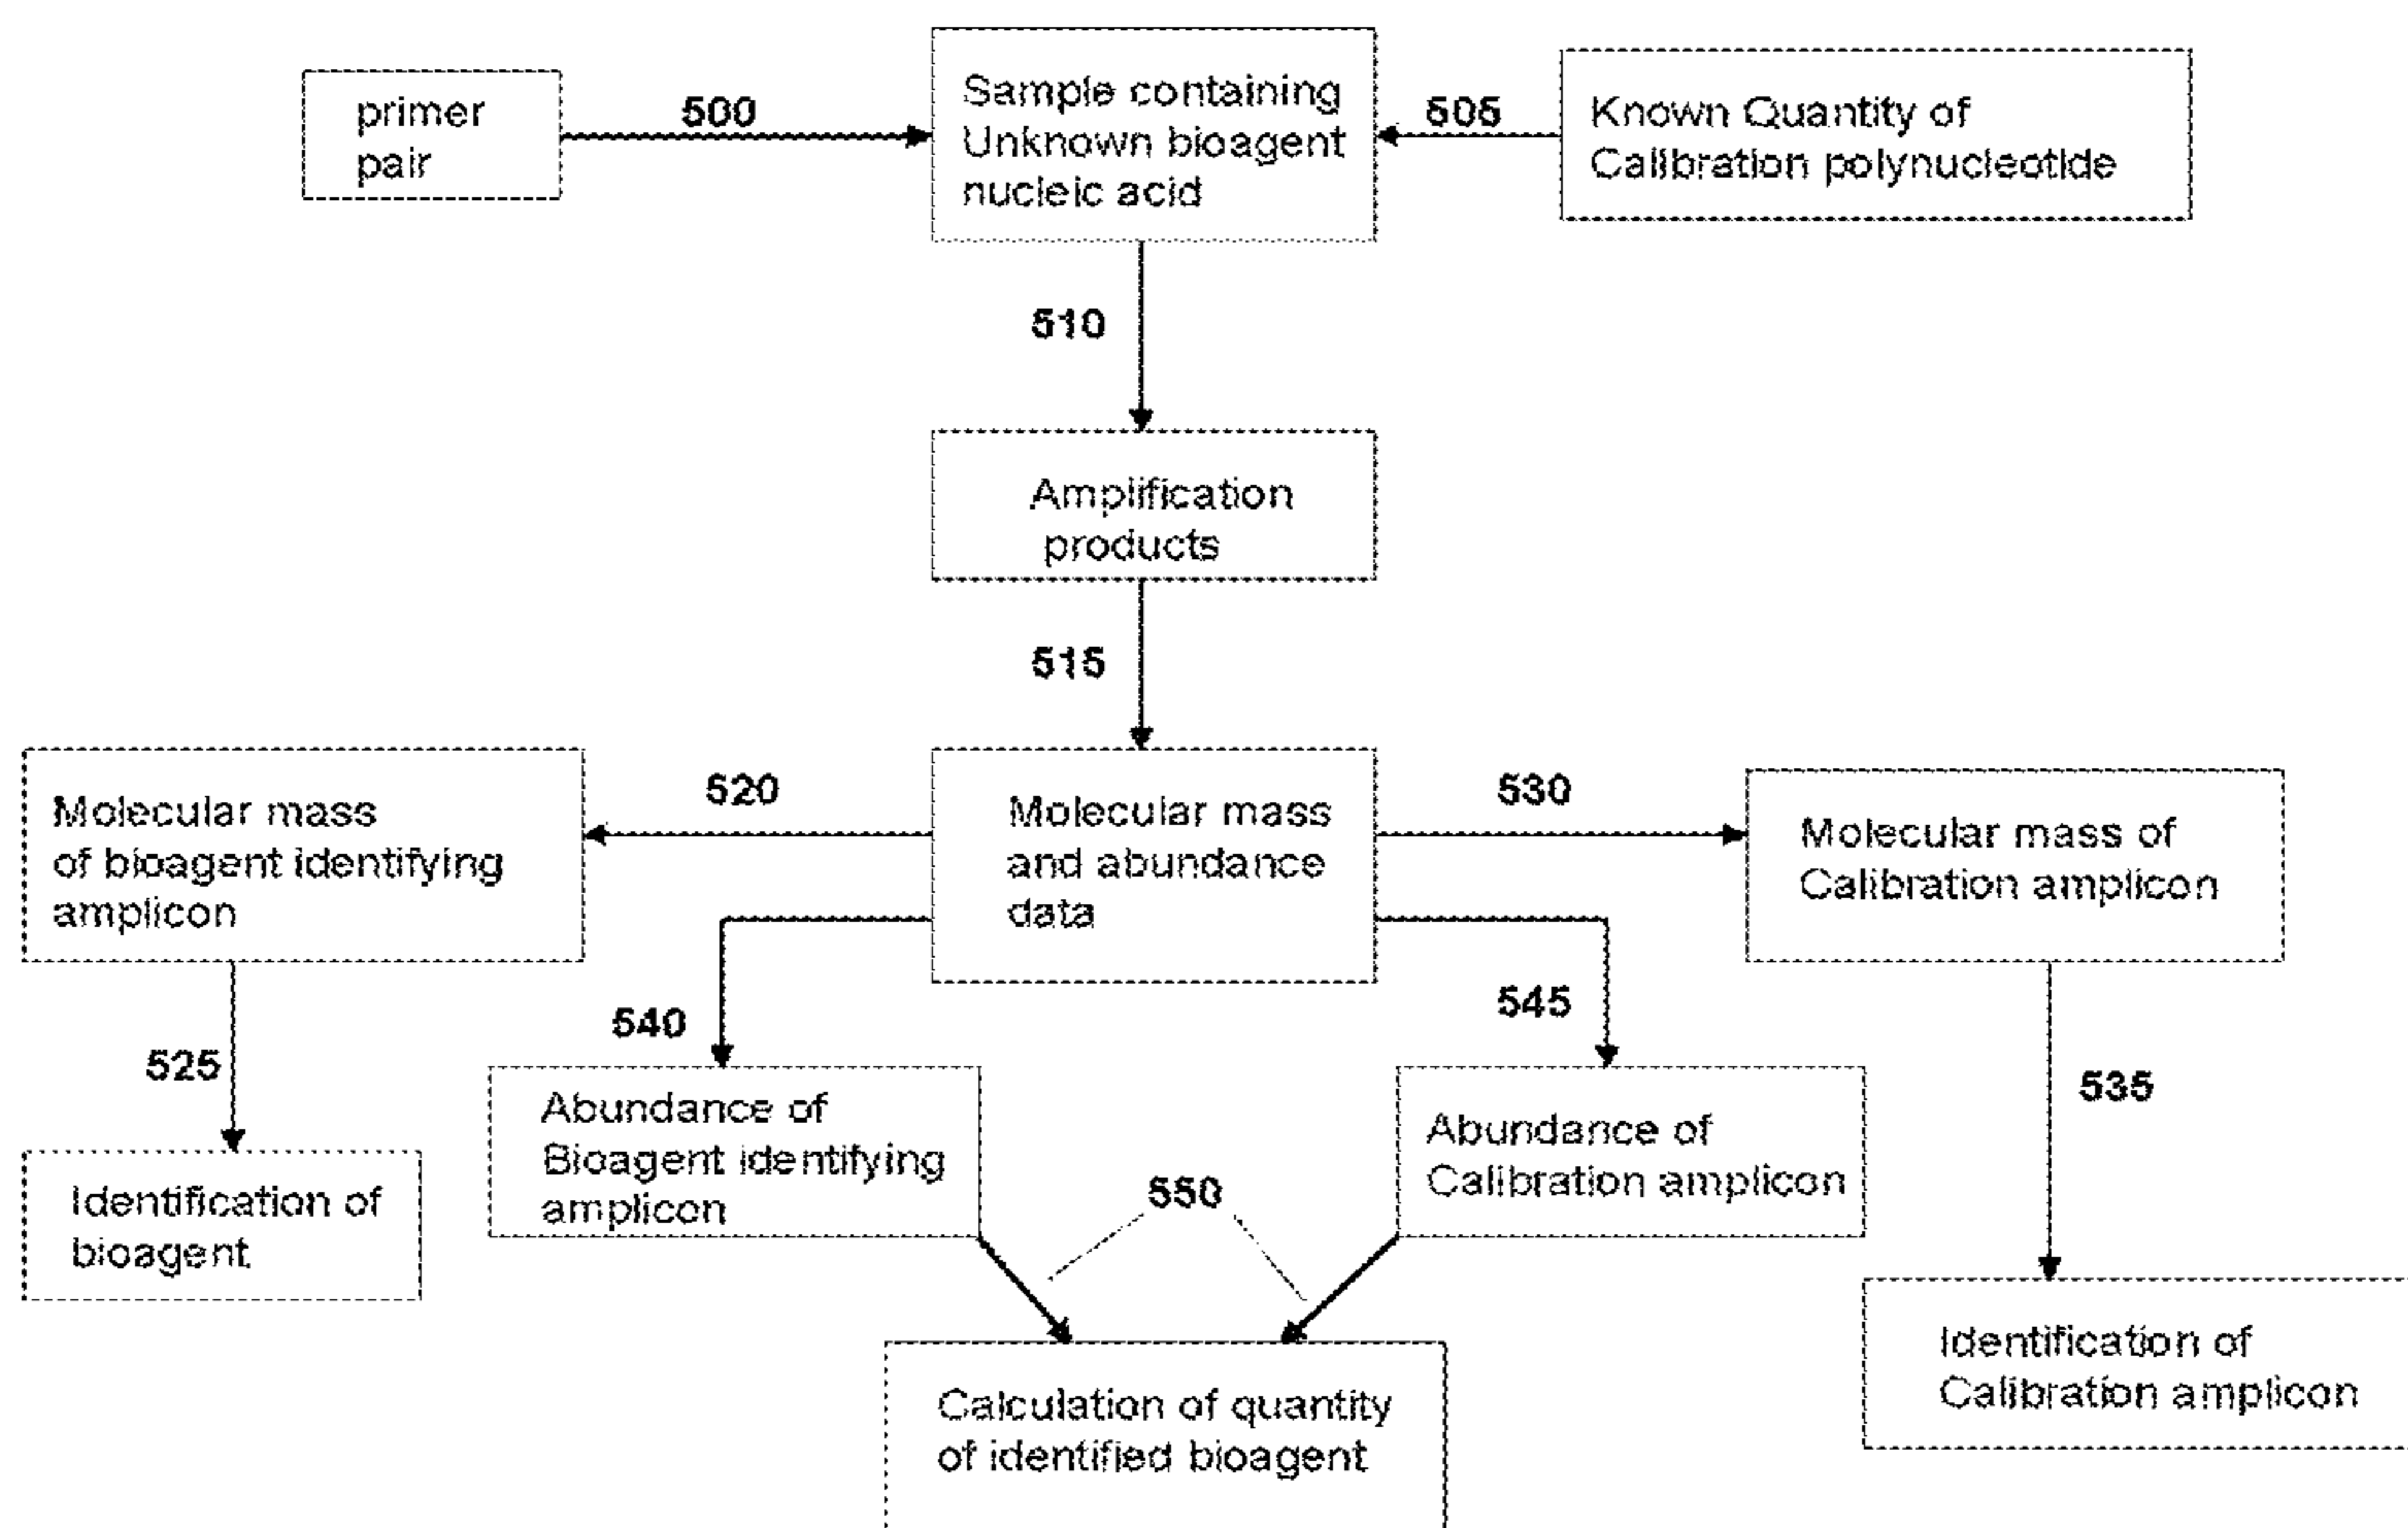 primer
pair
500
Sample containing
Unknown bioagent
nucleic acid
505
Known Quantity of
Calibration polynucleotide
510
Amplification
products
515
Molecular mass
of bioagent identifying
amplicon
520
Molecular mass
and abundance
data
530
Molecular mass of
Calibration amplicon
525
540
545
535
Identification of
bioagent
Abundance of
Bioagent identifying
amplicon
550
Abundance of
Calibration amplicon
Calculation of quantity
of identified bioagent
Identification of
Calibration amplicon